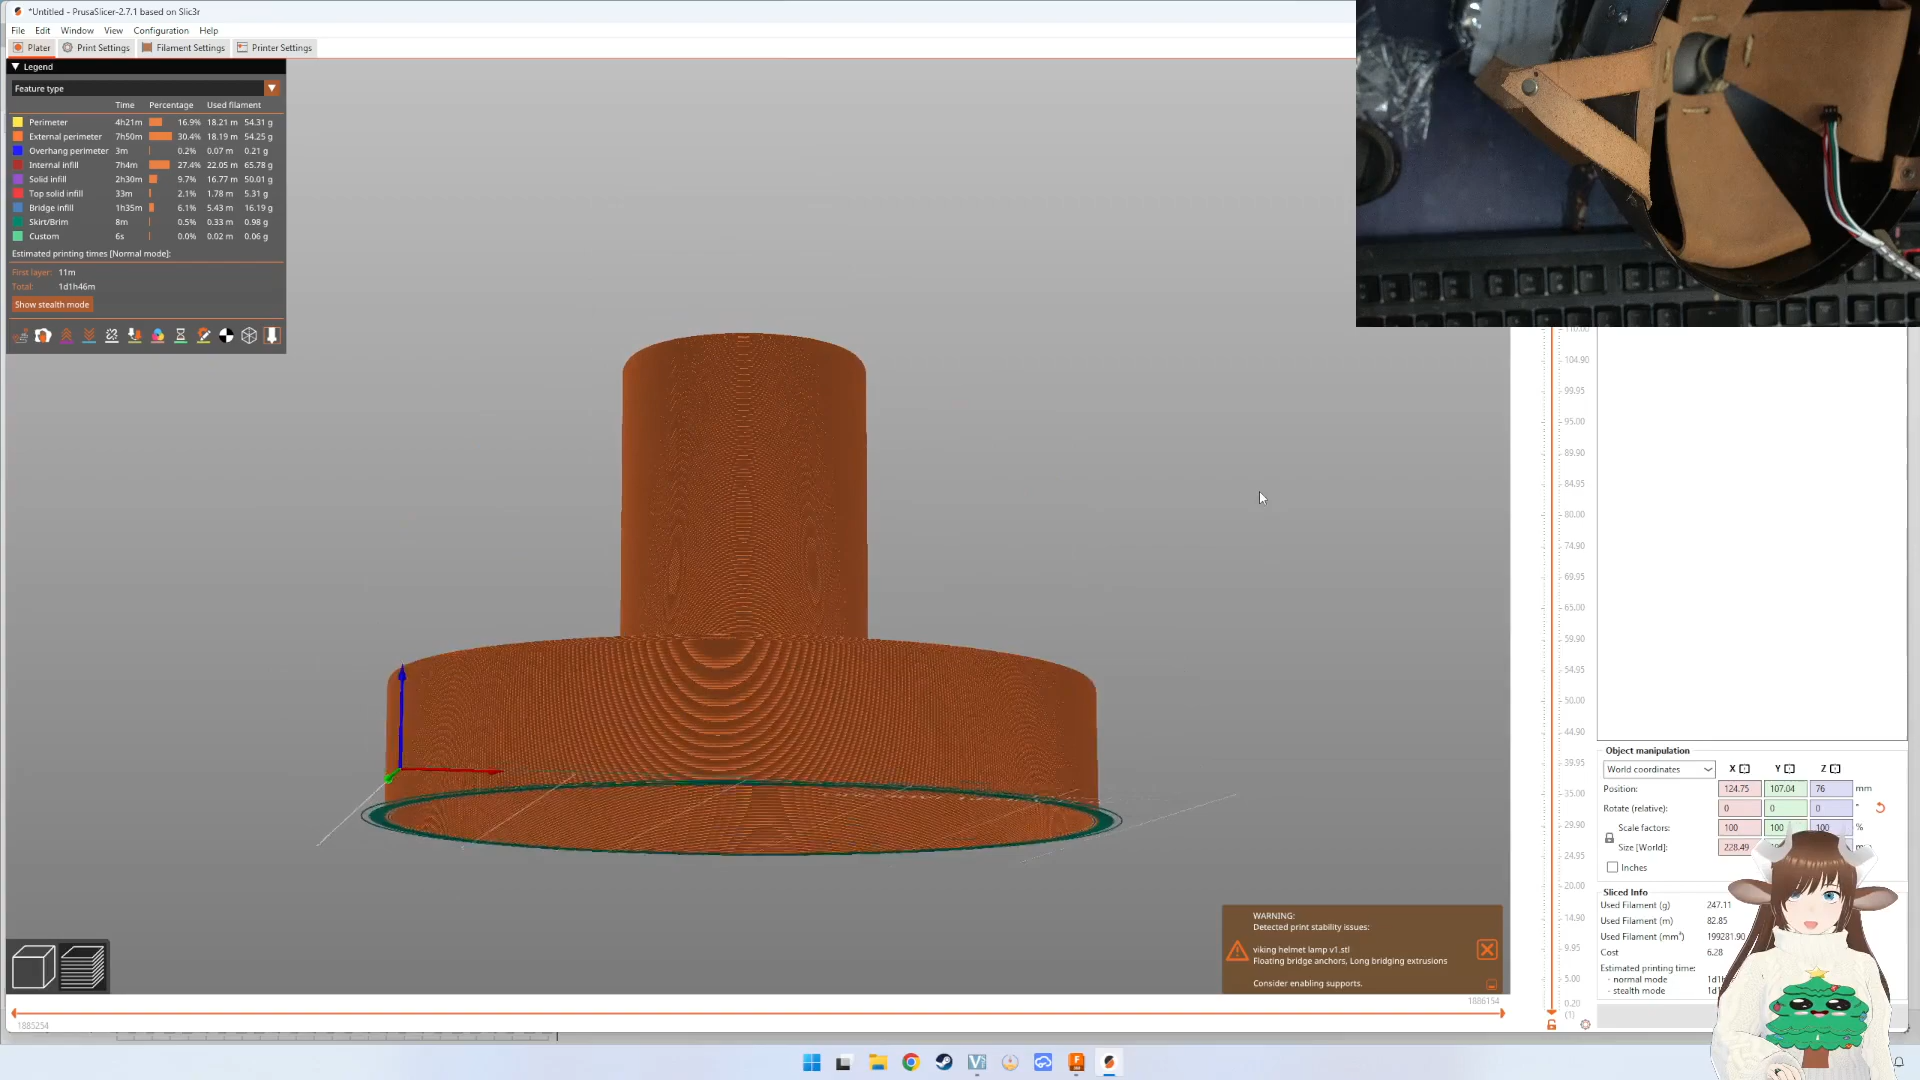 *Untitled - PrusaSlicer-2.7.1 based on Slic3r
File Edit Window View Configuration Help
Plater Print Settings Filament Settings Printer Settings
Legend
Feature type
Time Percentage Used filament
Perimeter 4h21m 16.9% 18.21 m 54.31 g
External perimeter 7h50m 30.4% 18.19 m 54.25 g
Overhang perimeter 3m 0.2% 0.07 m 0.21 g
Internal infill 7h4m 27.4% 22.05 m 65.78 g
Solid infill 2h30m 9.7% 16.77 m 50.01 g
Top solid infill 33m 2.1% 1.78 m 5.31 g
Bridge infill 1h35m 6.1% 5.43 m 16.19 g
Skirt/Brim 8m 0.5% 0.33 m 0.98 g
Custom 6s 0.0% 0.02 m 0.06 g
Estimated printing times [Normal mode]:
First layer: 11m
Total: 1d1h46m
Show stealth mode
110.00
104.90
99.95
95.00
89.90
84.95
80.00
74.90
69.95
65.00
59.90
54.95
50.00
44.90
39.95
35.00
29.90
24.95
20.00
14.90
9.95
5.00
0.20
(1)
Object manipulation
World coordinates X Y Z
Position: 124.75 107.04 76 mm
Rotate (relative): 0 0 0 °
Scale factors: 100 100 100 %
Size [World]: 228.49
Inches
Sliced Info
Used Filament (g) 247.11
Used Filament (m) 82.85
Used Filament (mm³) 199281.90
Cost 6.28
Estimated printing time:
- normal mode
- stealth mode
WARNING:
Detected print stability issues:
viking helmet lamp v1.stl
Floating bridge anchors, Long bridging extrusions
Consider enabling supports.
1886154
1885254